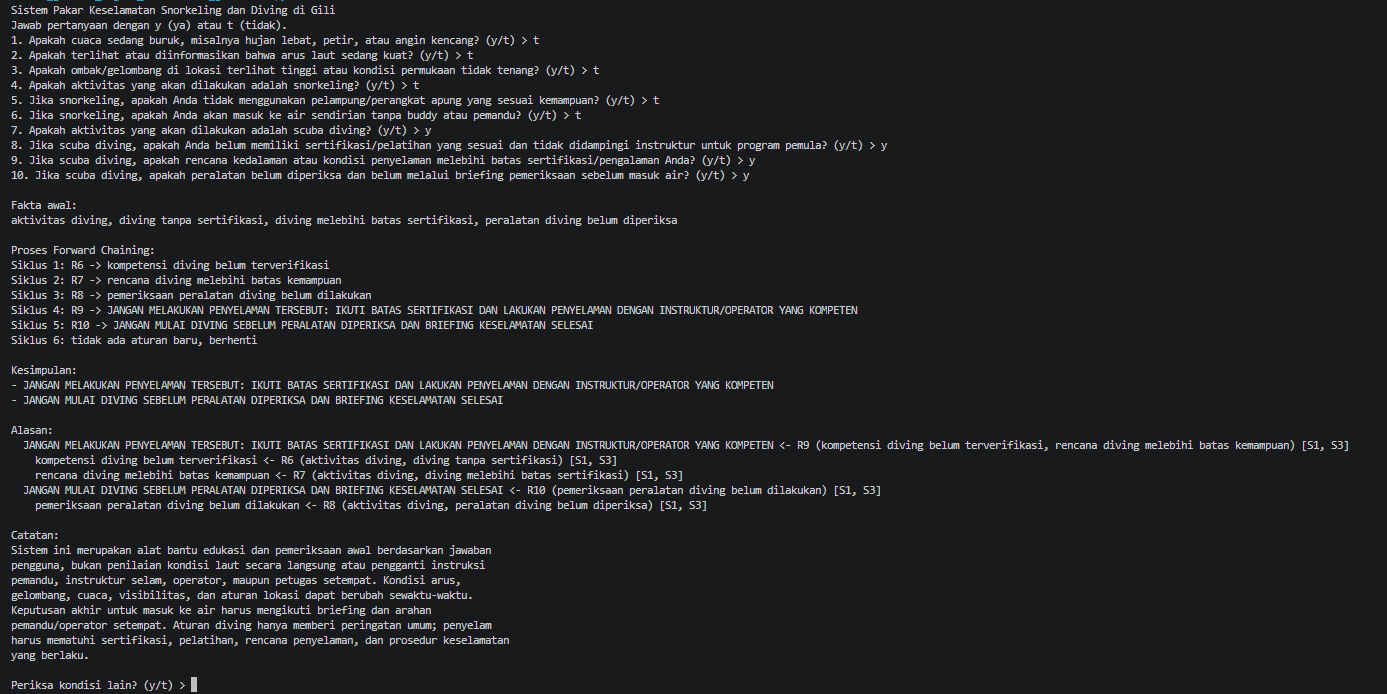 Sistem Pakar Keselamatan Snorkeling dan Diving di Gili
Jawab pertanyaan dengan y (ya) atau t (tidak).
1. Apakah cuaca sedang buruk, misalnya hujan lebat, petir, atau angin kencang? (y/t) > t
2. Apakah terlihat atau diinformasikan bahwa arus laut sedang kuat? (y/t) > t
3. Apakah ombak/gelombang di lokasi terlihat tinggi atau kondisi permukaan tidak tenang? (y/t) > t
4. Apakah aktivitas yang akan dilakukan adalah snorkeling? (y/t) > t
5. Jika snorkeling, apakah Anda tidak menggunakan pelampung/perangkat apung yang sesuai kemampuan? (y/t) > t
6. Jika snorkeling, apakah Anda akan masuk ke air sendirian tanpa buddy atau pemandu? (y/t) > t
7. Apakah aktivitas yang akan dilakukan adalah scuba diving? (y/t) > y
8. Jika scuba diving, apakah Anda belum memiliki sertifikasi/pelatihan yang sesuai dan tidak didampingi instruktur untuk program pemula? (y/t) > y
9. Jika scuba diving, apakah rencana kedalaman atau kondisi penyelaman melebihi batas sertifikasi/pengalaman Anda? (y/t) > y
10. Jika scuba diving, apakah peralatan belum diperiksa dan belum melalui briefing pemeriksaan sebelum masuk air? (y/t) > y

Fakta awal:
aktivitas diving, diving tanpa sertifikasi, diving melebihi batas sertifikasi, peralatan diving belum diperiksa

Proses Forward Chaining:
Siklus 1: R6 -> kompetensi diving belum terverifikasi
Siklus 2: R7 -> rencana diving melebihi batas kemampuan
Siklus 3: R8 -> pemeriksaan peralatan diving belum dilakukan
Siklus 4: R9 -> JANGAN MELAKUKAN PENYELAMAN TERSEBUT: IKUTI BATAS SERTIFIKASI DAN LAKUKAN PENYELAMAN DENGAN INSTRUKTUR/OPERATOR YANG KOMPETEN
Siklus 5: R10 -> JANGAN MULAI DIVING SEBELUM PERALATAN DIPERIKSA DAN BRIEFING KESELAMATAN SELESAI
Siklus 6: tidak ada aturan baru, berhenti

Kesimpulan:
- JANGAN MELAKUKAN PENYELAMAN TERSEBUT: IKUTI BATAS SERTIFIKASI DAN LAKUKAN PENYELAMAN DENGAN INSTRUKTUR/OPERATOR YANG KOMPETEN
- JANGAN MULAI DIVING SEBELUM PERALATAN DIPERIKSA DAN BRIEFING KESELAMATAN SELESAI

Alasan:
JANGAN MELAKUKAN PENYELAMAN TERSEBUT: IKUTI BATAS SERTIFIKASI DAN LAKUKAN PENYELAMAN DENGAN INSTRUKTUR/OPERATOR YANG KOMPETEN <- R9 (kompetensi diving belum terverifikasi, rencana diving melebihi batas kemampuan) [S1, S3]
kompetensi diving belum terverifikasi <- R6 (aktivitas diving, diving tanpa sertifikasi) [S1, S3]
rencana diving melebihi batas kemampuan <- R7 (aktivitas diving, diving melebihi batas sertifikasi) [S1, S3]
JANGAN MULAI DIVING SEBELUM PERALATAN DIPERIKSA DAN BRIEFING KESELAMATAN SELESAI <- R10 (pemeriksaan peralatan diving belum dilakukan) [S1, S3]
pemeriksaan peralatan diving belum dilakukan <- R8 (aktivitas diving, peralatan diving belum diperiksa) [S1, S3]

Catatan:
Sistem ini merupakan alat bantu edukasi dan pemeriksaan awal berdasarkan jawaban
pengguna, bukan penilaian kondisi laut secara langsung atau pengganti instruksi
pemandu, instruktur selam, operator, maupun petugas setempat. Kondisi arus,
gelombang, cuaca, visibilitas, dan aturan lokasi dapat berubah sewaktu-waktu.
Keputusan akhir untuk masuk ke air harus mengikuti briefing dan arahan
pemandu/operator setempat. Aturan diving hanya memberi peringatan umum; penyelam
harus mematuhi sertifikasi, pelatihan, rencana penyelaman, dan prosedur keselamatan
yang berlaku.

Periksa kondisi lain? (y/t) >